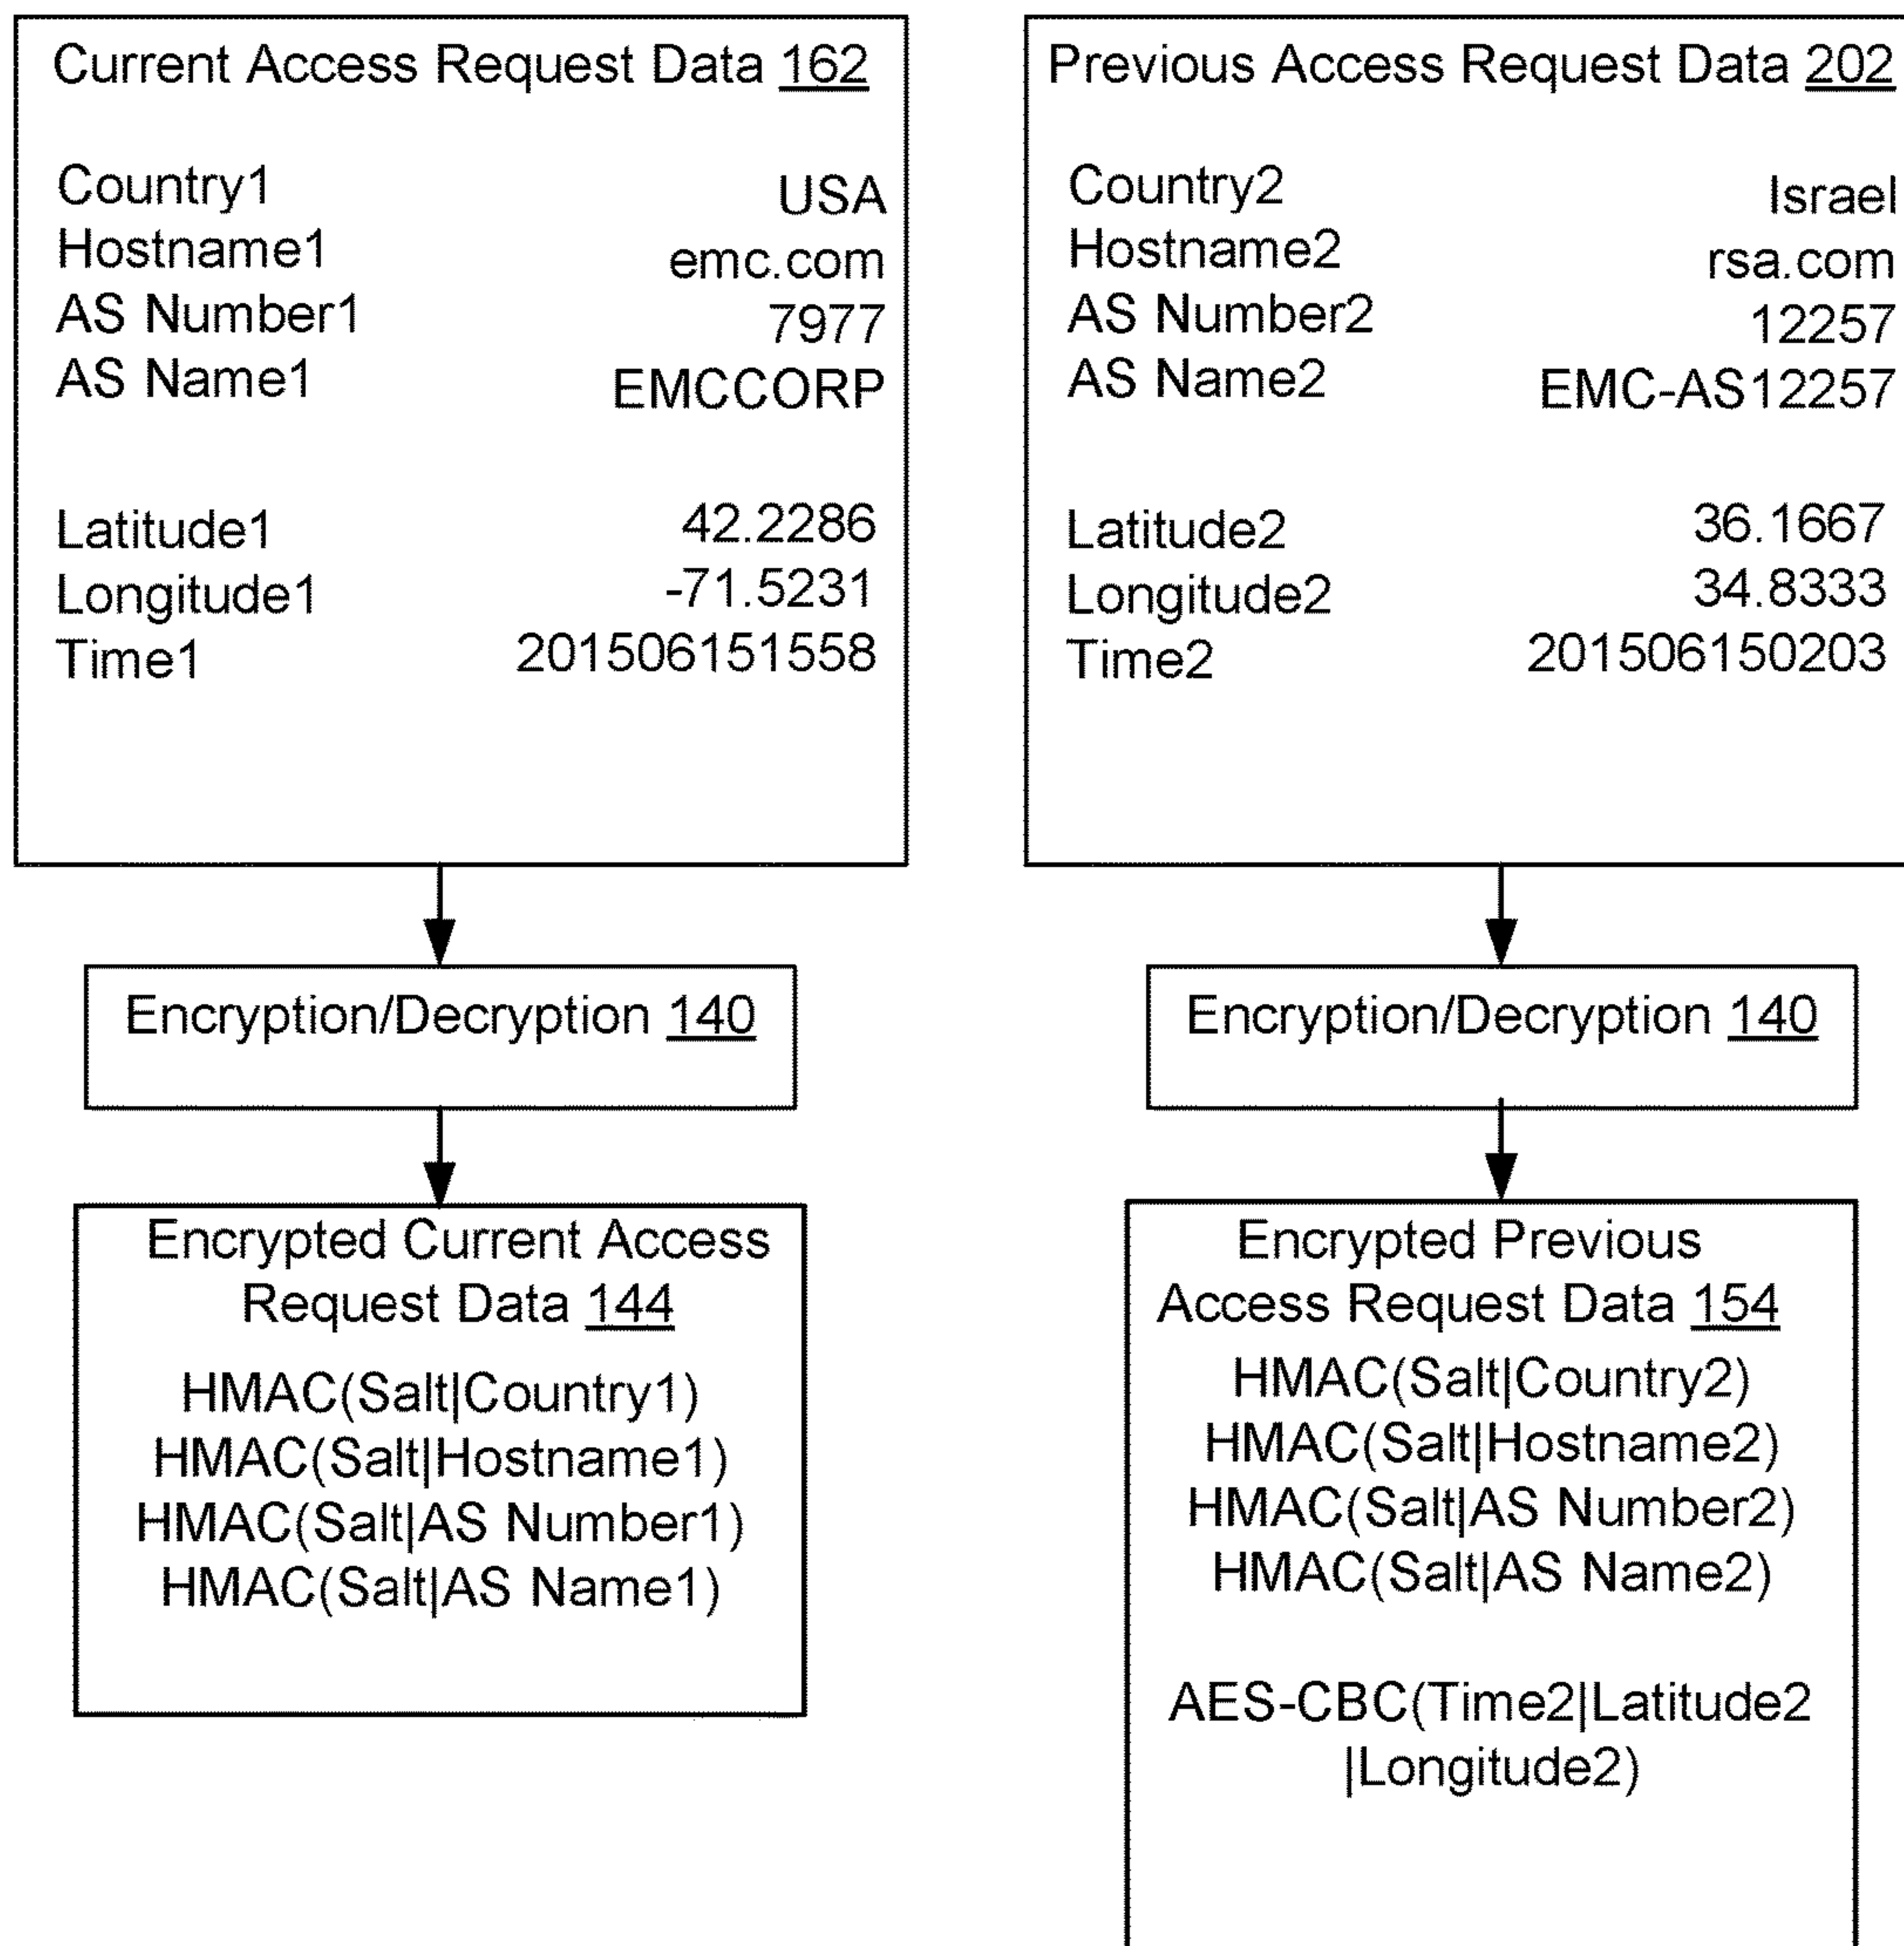 Current Access Request Data 162
Country1 USA
Hostname1 emc.com
AS Number1 7977
AS Name1 EMCCORP
Latitude1 42.2286
Longitude1 -71.5231
Time1 201506151558
Encryption/Decryption 140
Encrypted Current Access
Request Data 144
HMAC(Salt|Country1)
HMAC(Salt|Hostname1)
HMAC(Salt|AS Number1)
HMAC(Salt|AS Name1)
Previous Access Request Data 202
Country2 Israel
Hostname2 rsa.com
AS Number2 12257
AS Name2 EMC-AS12257
Latitude2 36.1667
Longitude2 34.8333
Time2 201506150203
Encryption/Decryption 140
Encrypted Previous
Access Request Data 154
HMAC(Salt|Country2)
HMAC(Salt|Hostname2)
HMAC(Salt|AS Number2)
HMAC(Salt|AS Name2)
AES-CBC(Time2|Latitude2
|Longitude2)